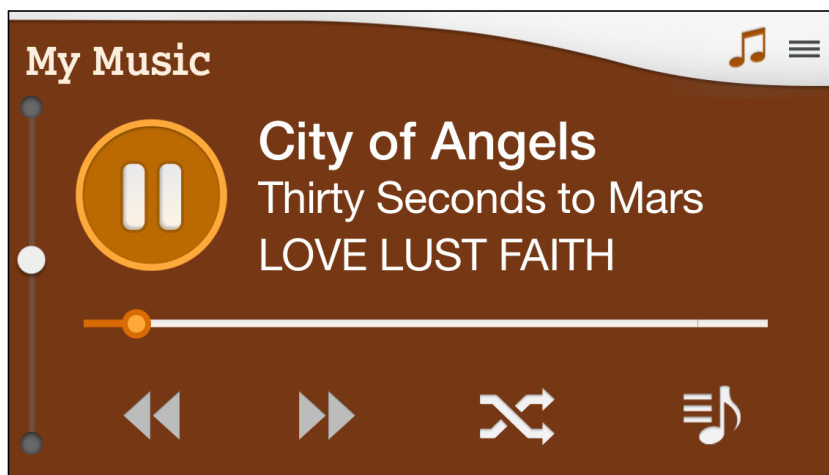 My Music
City of Angels
Thirty Seconds to Mars
LOVE LUST FAITH